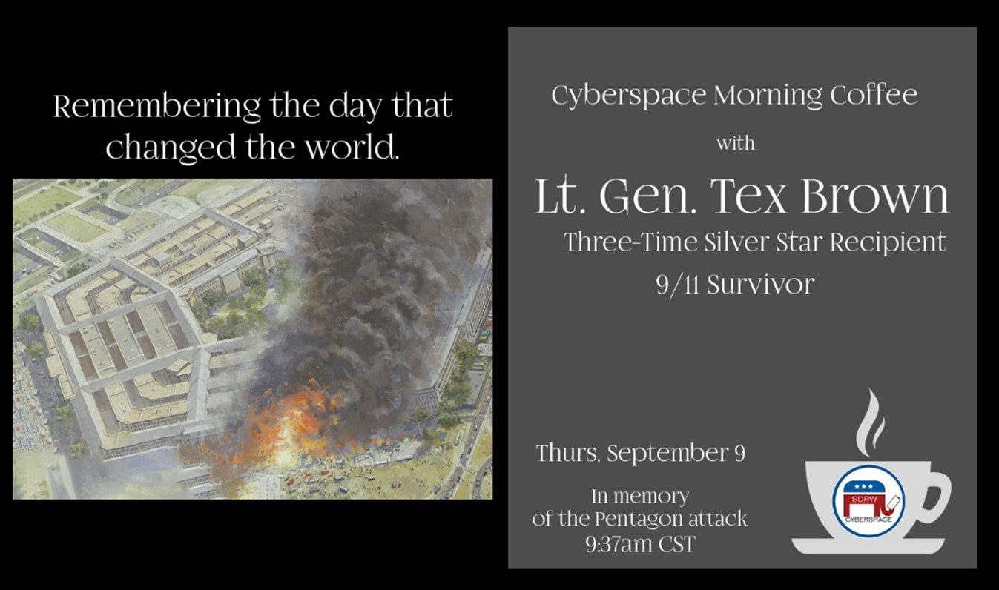 Remembering the day that
changed the world.
Cyberspace Morning Coffee
with
Lt. Gen. Tex Brown
Three-Time Silver Star Recipient
9/11 Survivor
Thurs, September 9
In memory
of the Pentagon attack
9:37am CST
SDRW
CYBERSPACE